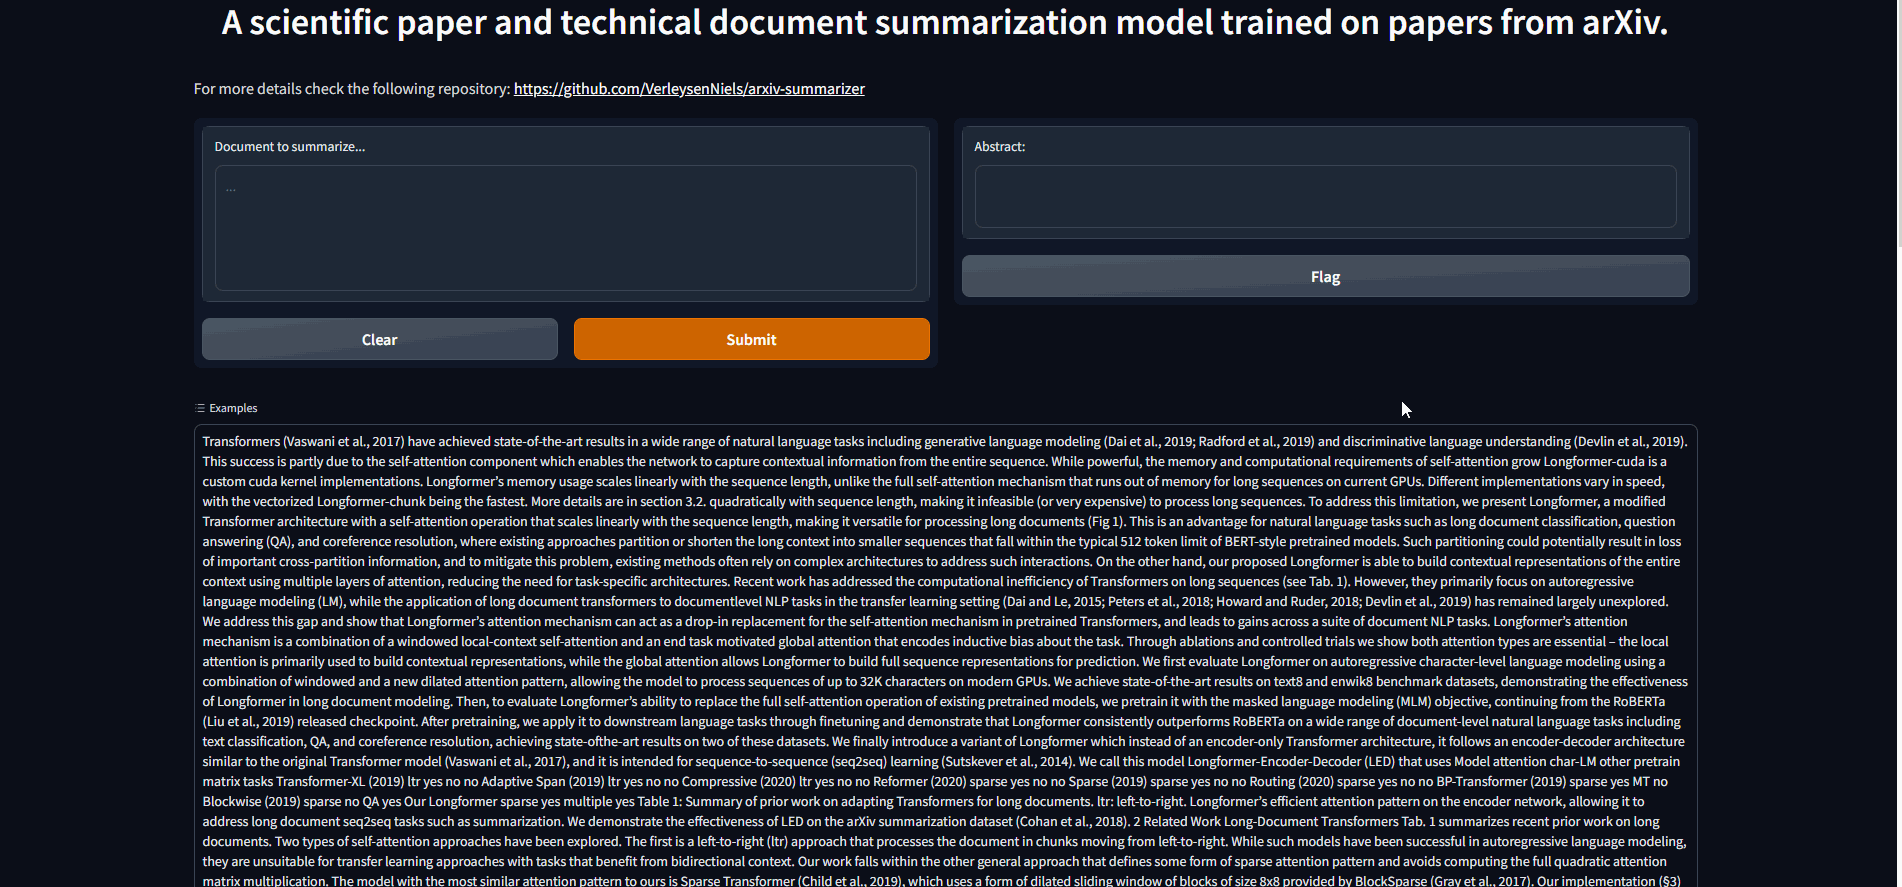 A scientific paper and technical document summarization model trained on papers from arXiv.
For more details check the following repository: https://github.com/VerleysenNiels/arxiv-summarizer
Document to summarize...
...
Clear
Submit
Abstract:
Flag
Examples
Transformers (Vaswani et al., 2017) have achieved state-of-the-art results in a wide range of natural language tasks including generative language modeling (Dai et al., 2019; Radford et al., 2019) and discriminative language understanding (Devlin et al., 2019).
This success is partly due to the self-attention component which enables the network to capture contextual information from the entire sequence. While powerful, the memory and computational requirements of self-attention grow Longformer-cuda is a
custom cuda kernel implementations. Longformer’s memory usage scales linearly with the sequence length, unlike the full self-attention mechanism that runs out of memory for long sequences on current GPUs. Different implementations vary in speed,
with the vectorized Longformer-chunk being the fastest. More details are in section 3.2. quadratically with sequence length, making it infeasible (or very expensive) to process long sequences. To address this limitation, we present Longformer, a modified
Transformer architecture with a self-attention operation that scales linearly with the sequence length, making it versatile for processing long documents (Fig 1). This is an advantage for natural language tasks such as long document classification, question
answering (QA), and coreference resolution, where existing approaches partition or shorten the long context into smaller sequences that fall within the typical 512 token limit of BERT-style pretrained models. Such partitioning could potentially result in loss
of important cross-partition information, and to mitigate this problem, existing methods often rely on complex architectures to address such interactions. On the other hand, our proposed Longformer is able to build contextual representations of the entire
context using multiple layers of attention, reducing the need for task-specific architectures. Recent work has addressed the computational inefficiency of Transformers on long sequences (see Tab. 1). However, they primarily focus on autoregressive
language modeling (LM), while the application of long document transformers to documentlevel NLP tasks in the transfer learning setting (Dai and Le, 2015; Peters et al., 2018; Howard and Ruder, 2018; Devlin et al., 2019) has remained largely unexplored.
We address this gap and show that Longformer’s attention mechanism can act as a drop-in replacement for the self-attention mechanism in pretrained Transformers, and leads to gains across a suite of document NLP tasks. Longformer’s attention
mechanism is a combination of a windowed local-context self-attention and an end task motivated global attention that encodes inductive bias about the task. Through ablations and controlled trials we show both attention types are essential – the local
attention is primarily used to build contextual representations, while the global attention allows Longformer to build full sequence representations for prediction. We first evaluate Longformer on autoregressive character-level language modeling using a
combination of windowed and a new dilated attention pattern, allowing the model to process sequences of up to 32K characters on modern GPUs. We achieve state-of-the-art results on text8 and enwik8 benchmark datasets, demonstrating the effectiveness
of Longformer in long document modeling. Then, to evaluate Longformer’s ability to replace the full self-attention operation of existing pretrained models, we pretrain it with the masked language modeling (MLM) objective, continuing from the RoBERTa
(Liu et al., 2019) released checkpoint. After pretraining, we apply it to downstream language tasks through finetuning and demonstrate that Longformer consistently outperforms RoBERTa on a wide range of document-level natural language tasks including
text classification, QA, and coreference resolution, achieving state-ofthe-art results on two of these datasets. We finally introduce a variant of Longformer which instead of an encoder-only Transformer architecture, it follows an encoder-decoder architecture
similar to the original Transformer model (Vaswani et al., 2017), and it is intended for sequence-to-sequence (seq2seq) learning (Sutskever et al., 2014). We call this model Longformer-Encoder-Decoder (LED) that uses Model attention char-LM other pretrain
matrix tasks Transformer-XL (2019) ltr yes no no Adaptive Span (2019) ltr yes no no Compressive (2020) ltr yes no no Reformer (2020) sparse yes no no Sparse (2019) sparse yes no no Routing (2020) sparse yes no no BP-Transformer (2019) sparse yes MT no
Blockwise (2019) sparse no QA yes Our Longformer sparse yes multiple yes Table 1: Summary of prior work on adapting Transformers for long documents. ltr: left-to-right. Longformer’s efficient attention pattern on the encoder network, allowing it to
address long document seq2seq tasks such as summarization. We demonstrate the effectiveness of LED on the arXiv summarization dataset (Cohan et al., 2018). 2 Related Work Long-Document Transformers Tab. 1 summarizes recent prior work on long
documents. Two types of self-attention approaches have been explored. The first is a left-to-right (ltr) approach that processes the document in chunks moving from left-to-right. While such models have been successful in autoregressive language modeling,
they are unsuitable for transfer learning approaches with tasks that benefit from bidirectional context. Our work falls within the other general approach that defines some form of sparse attention pattern and avoids computing the full quadratic attention
matrix multiplication. The model with the most similar attention pattern to ours is Sparse Transformer (Child et al., 2019), which uses a form of dilated sliding window of blocks of size 8x8 provided by BlockSparse (Gray et al., 2017). Our implementation (§3)